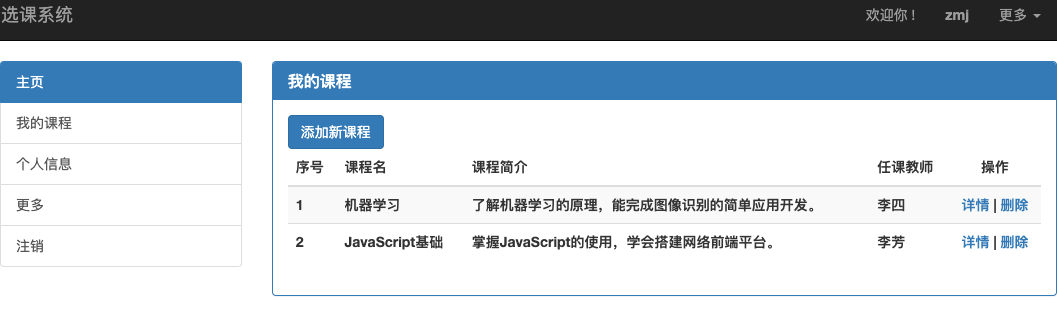 选课系统 欢迎你！ zmj 更多
主页
我的课程
个人信息
更多
注销
我的课程
添加新课程
序号 课程名 课程简介 任课教师 操作
1 机器学习 了解机器学习的原理，能完成图像识别的简单应用开发。 李四 详情 | 删除
2 JavaScript基础 掌握JavaScript的使用，学会搭建网络前端平台。 李芳 详情 | 删除